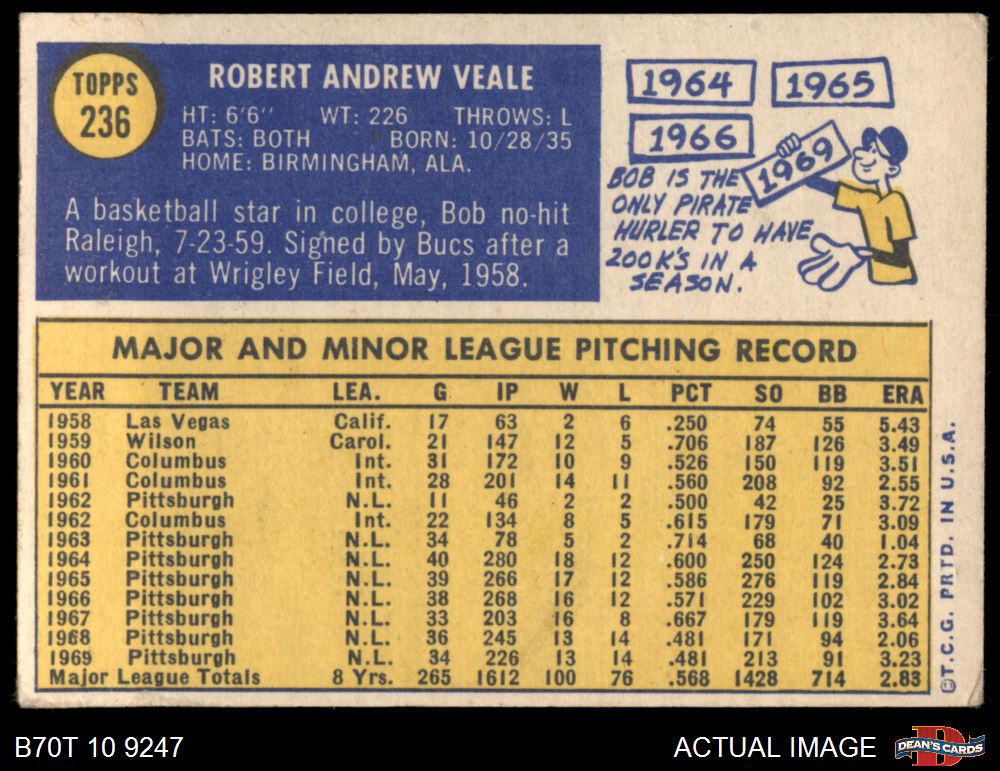 TOPPS
236
ROBERT ANDREW VEALE
HT: 6'6" WT: 226 THROWS: L
BATS: BOTH BORN: 10/28/35
HOME: BIRMINGHAM, ALA.
A basketball star in college, Bob no-hit
Raleigh, 7-23-59. Signed by Bucs after a
workout at Wrigley Field, May, 1958.
1964 1965
1966
1969
BOB IS THE
ONLY PIRATE
HURLER TO HAVE
200 K'S IN A
SEASON.
MAJOR AND MINOR LEAGUE PITCHING RECORD
YEAR TEAM LEA. G IP W L PCT SO BB ERA
1958 Las Vegas Calif. 17 63 2 6 .250 74 55 5.43
1959 Wilson Carol. 21 147 12 5 .706 187 126 3.49
1960 Columbus Int. 31 172 10 9 .526 150 119 3.51
1961 Columbus Int. 28 201 14 11 .560 208 92 2.55
1962 Pittsburgh N.L. 11 46 2 2 .500 42 25 3.72
1962 Columbus Int. 22 134 8 5 .615 179 71 3.09
1963 Pittsburgh N.L. 34 78 5 2 .714 68 40 1.04
1964 Pittsburgh N.L. 40 280 18 12 .600 250 124 2.73
1965 Pittsburgh N.L. 39 266 17 12 .586 276 119 2.84
1966 Pittsburgh N.L. 38 268 16 12 .571 229 102 3.02
1967 Pittsburgh N.L. 33 203 16 8 .667 179 119 3.64
1968 Pittsburgh N.L. 36 245 13 14 .481 171 94 2.06
1969 Pittsburgh N.L. 34 226 13 14 .481 213 91 3.23
Major League Totals 8 Yrs. 265 1612 100 76 .568 1428 714 2.83
©T.C.G. PRTD. IN U.S.A.
B70T 10 9247
ACTUAL IMAGE
DEAN'S CARDS